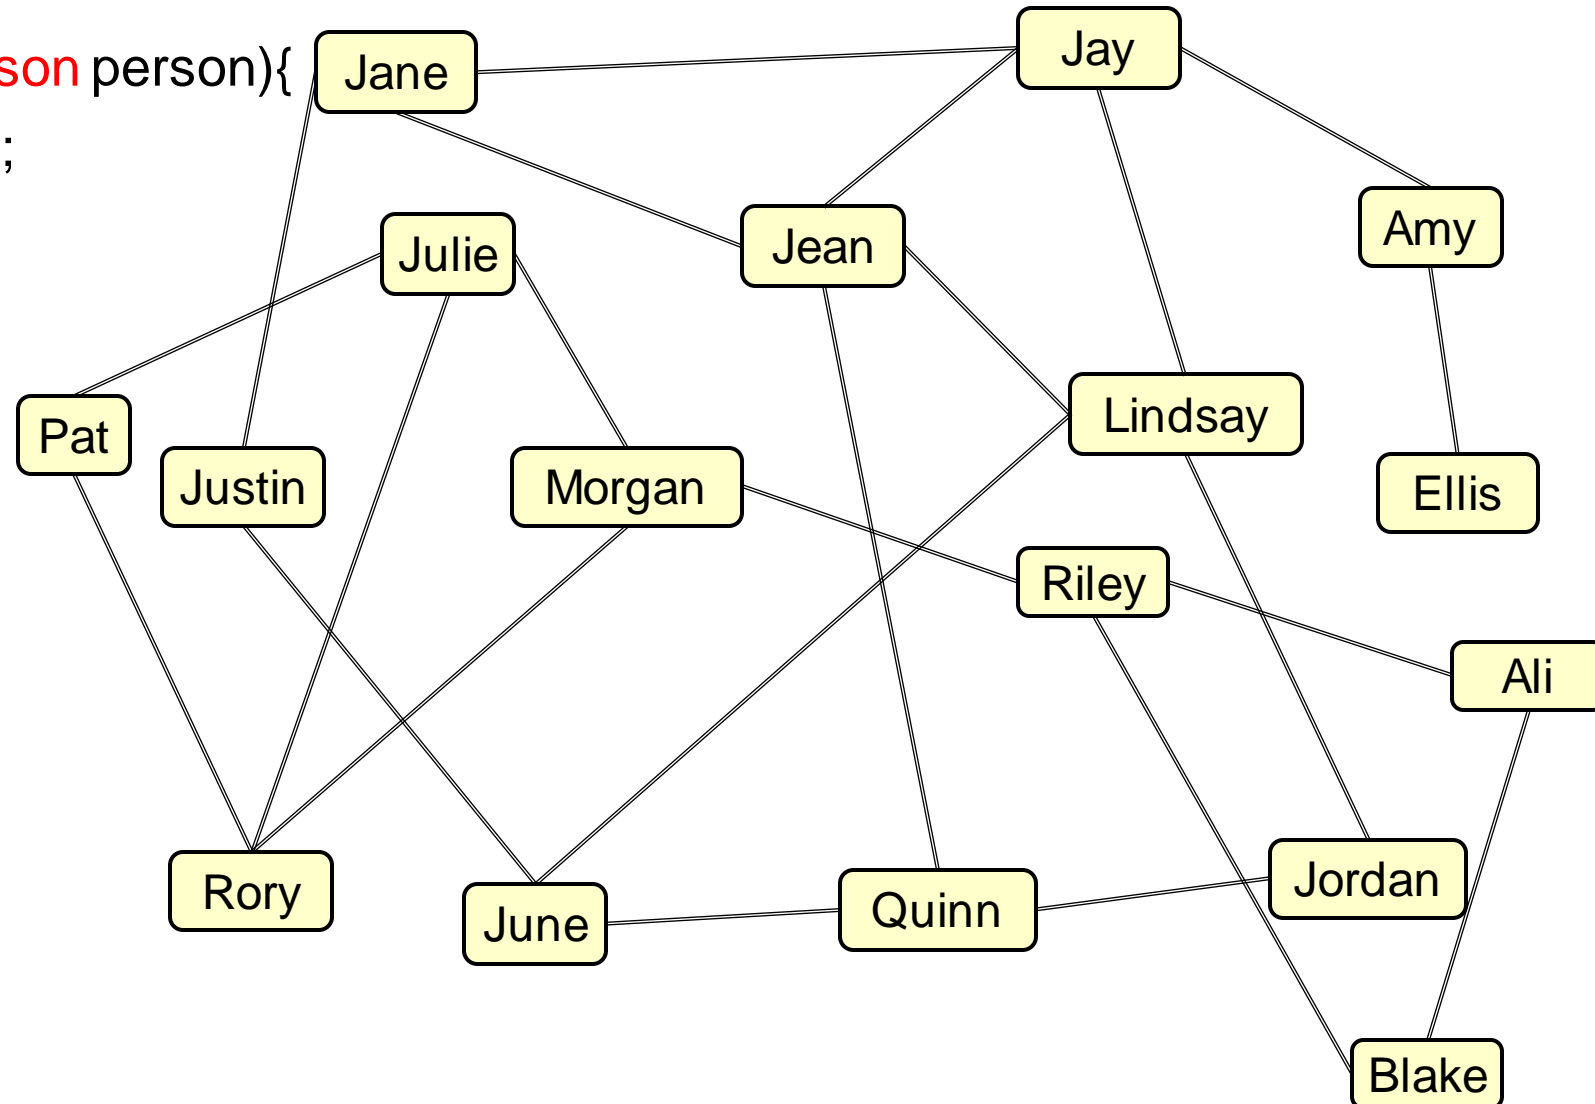 son person){
;
Jane
Jay
Amy
Julie
Jean
Pat
Lindsay
Justin
Morgan
Ellis
Riley
Ali
Rory
June
Quinn
Jordan
Blake